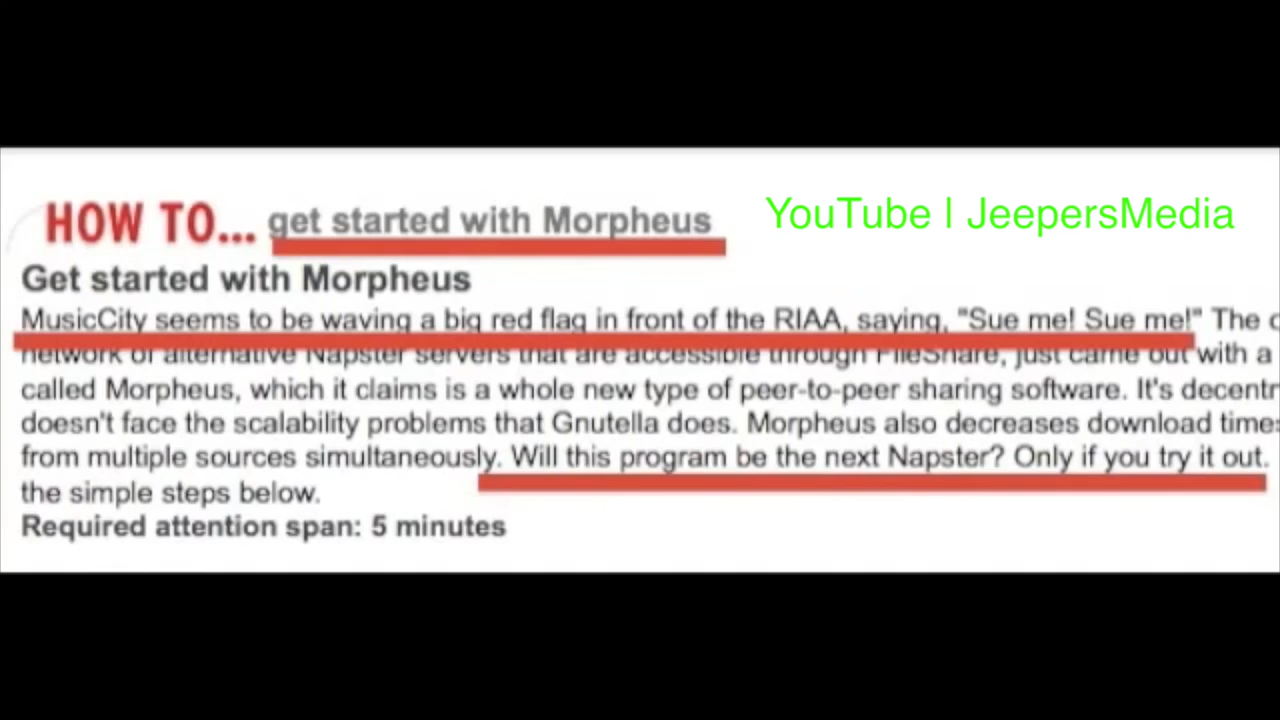 HOW TO... get started with Morpheus
YouTube | JeepersMedia
Get started with Morpheus
MusicCity seems to be waving a big red flag in front of the RIAA, saying, "Sue me! Sue me!" The
network of alternative Napster servers that are accessible through FileShare, just came out with a
called Morpheus, which it claims is a whole new type of peer-to-peer sharing software. It's
doesn't face the scalability problems that Gnutella does. Morpheus also decreases download
from multiple sources simultaneously. Will this program be the next Napster? Only if you try it out.
the simple steps below.
Required attention span: 5 minutes